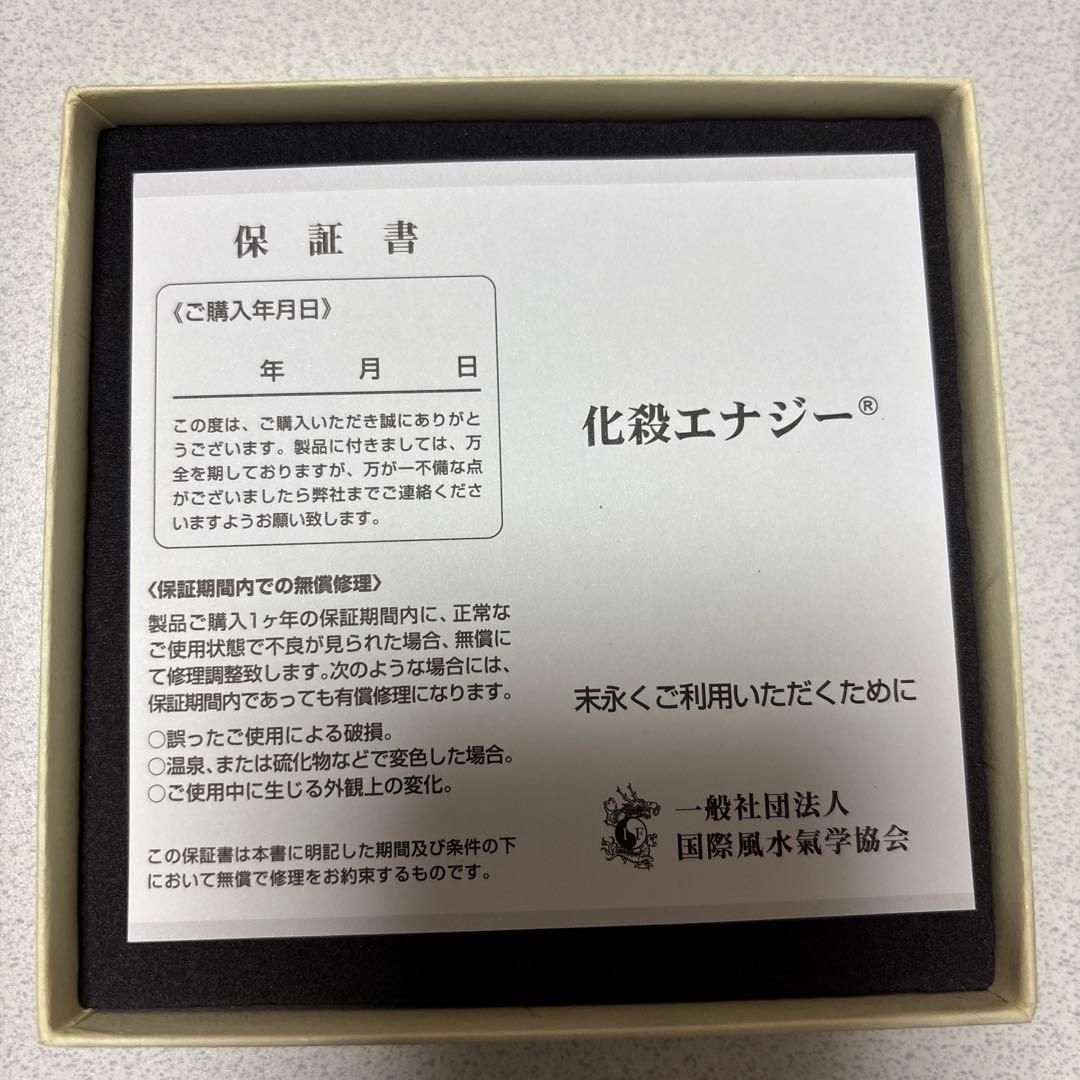 保証書
《ご購入年月日》
年 月 日
この度は、ご購入いただき誠にありがと
うございます。製品に付きましては、万
全を期しておりますが、万が一不備な点
がございましたら弊社までご連絡くださ
いますようお願い致します。
〈保証期間内での無償修理〉
製品ご購入1ヶ年の保証期間内に、正常な
ご使用状態で不良が見られた場合、無償に
て修理調整致します。次のような場合には、
保証期間内であっても有償修理になります。
○誤ったご使用による破損。
○温泉、または硫化物などで変色した場合。
○ご使用中に生じる外観上の変化。
この保証書は本書に明記した期間及び条件の下
において無償で修理をお約束するものです。
化殺エナジー®
末永くご利用いただくために
一般社団法人
国際風水氣学協会